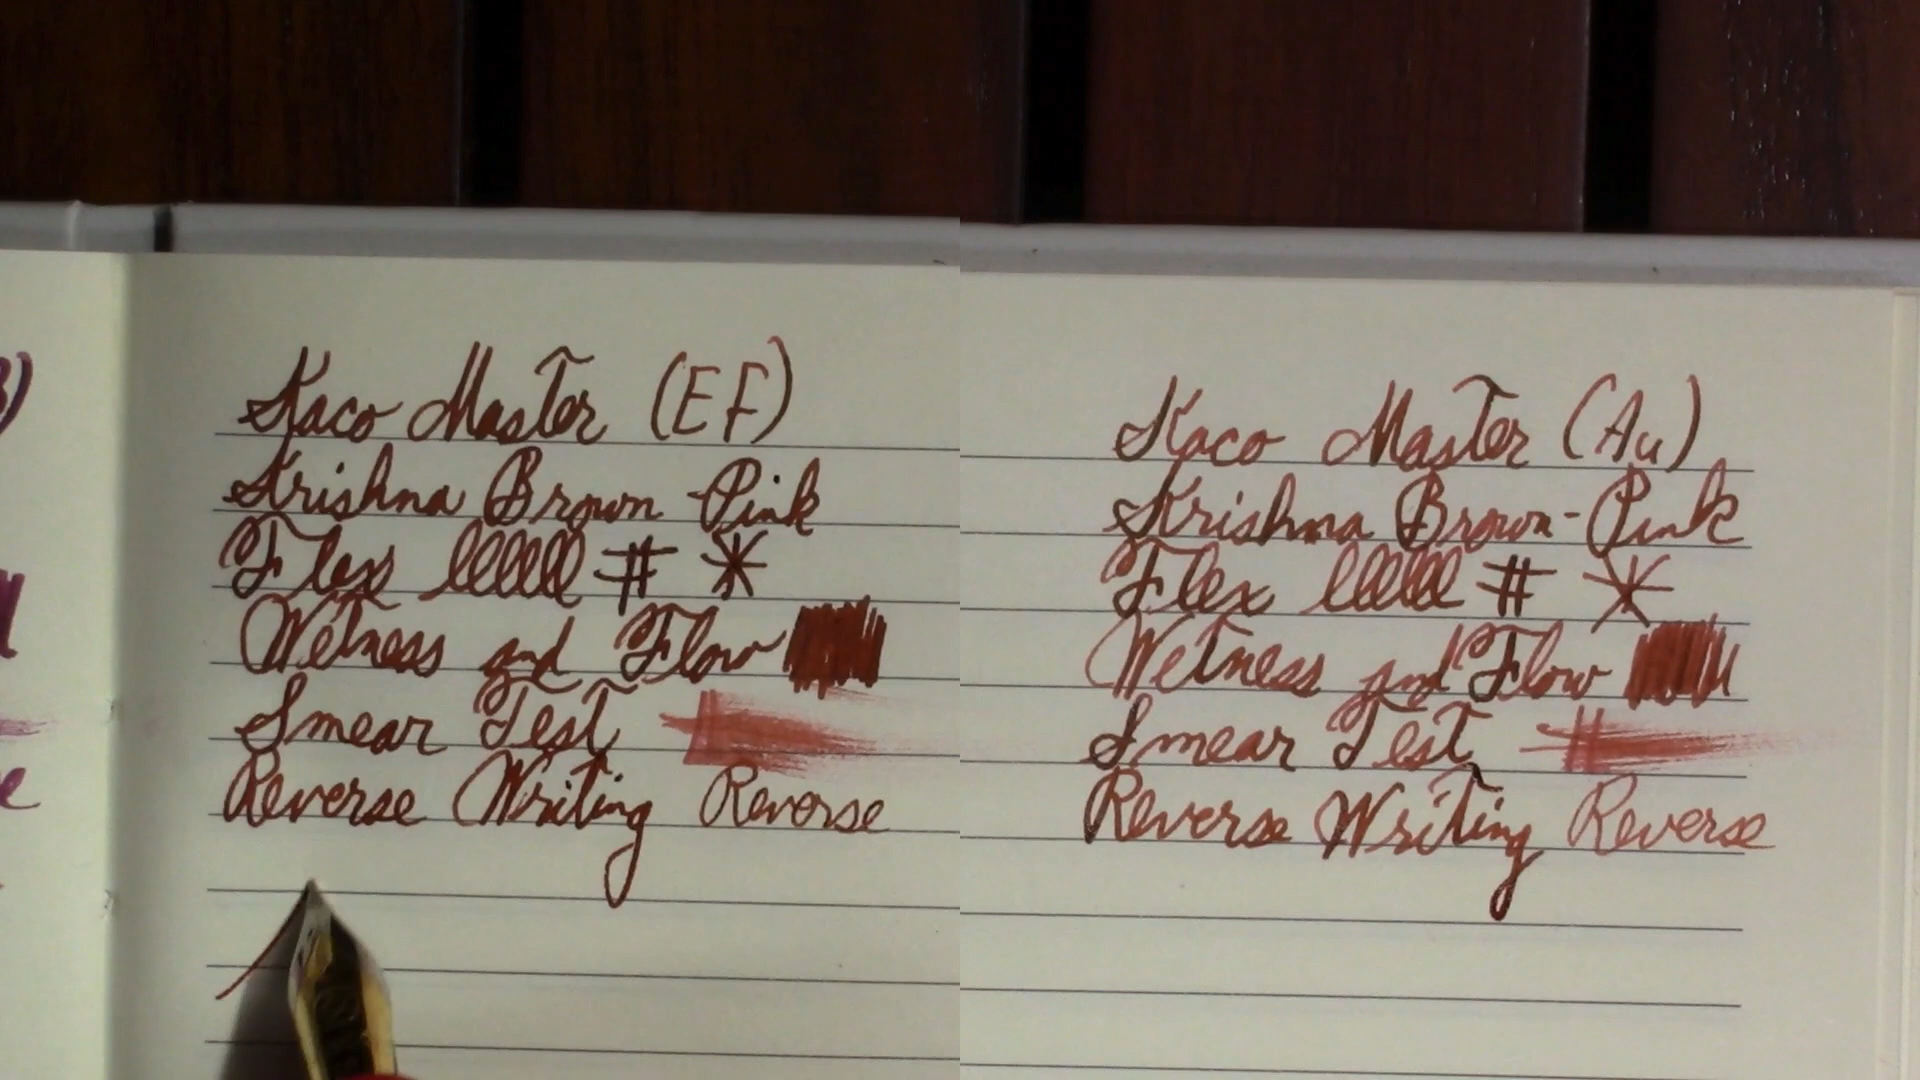 Kaco Master (EF)
Krishna Brown Pink
Flex llllll # *
Wetness and Flow
Smear Test
Reverse Writing Reverse
Kaco Master (Au)
Krishna Brown-Pink
Flex llllll # *
Wetness and Flow
Smear Test
Reverse Writing Reverse